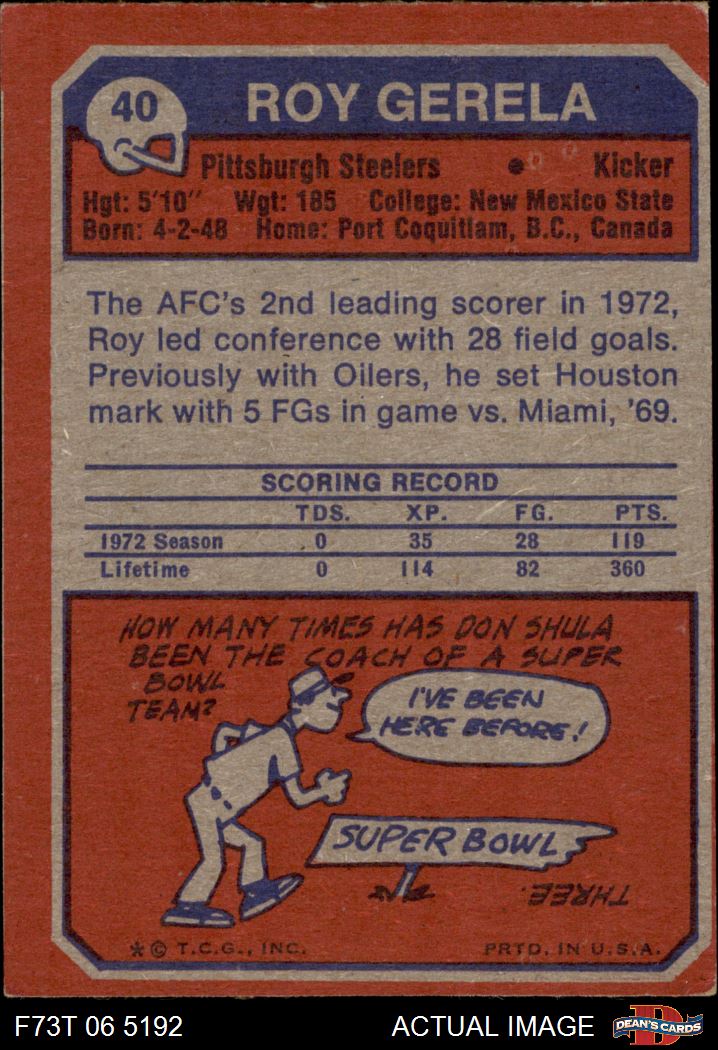 40
ROY GERELA
Pittsburgh Steelers • Kicker
Hgt: 5'10" Wgt: 185 College: New Mexico State
Born: 4-2-48 Home: Port Coquitlam, B.C., Canada
The AFC's 2nd leading scorer in 1972,
Roy led conference with 28 field goals.
Previously with Oilers, he set Houston
mark with 5 FGs in game vs. Miami, '69.
SCORING RECORD
TDS. XP. FG. PTS.
1972 Season 0 35 28 119
Lifetime 0 114 82 360
HOW MANY TIMES HAS DON SHULA
BEEN THE COACH OF A SUPER
BOWL
TEAM?
I'VE BEEN
HERE BEFORE!
SUPER BOWL
THREE.
* © T.C.G., INC. PRTD. IN U.S.A.
F73T 06 5192 ACTUAL IMAGE DEAN'S CARDS